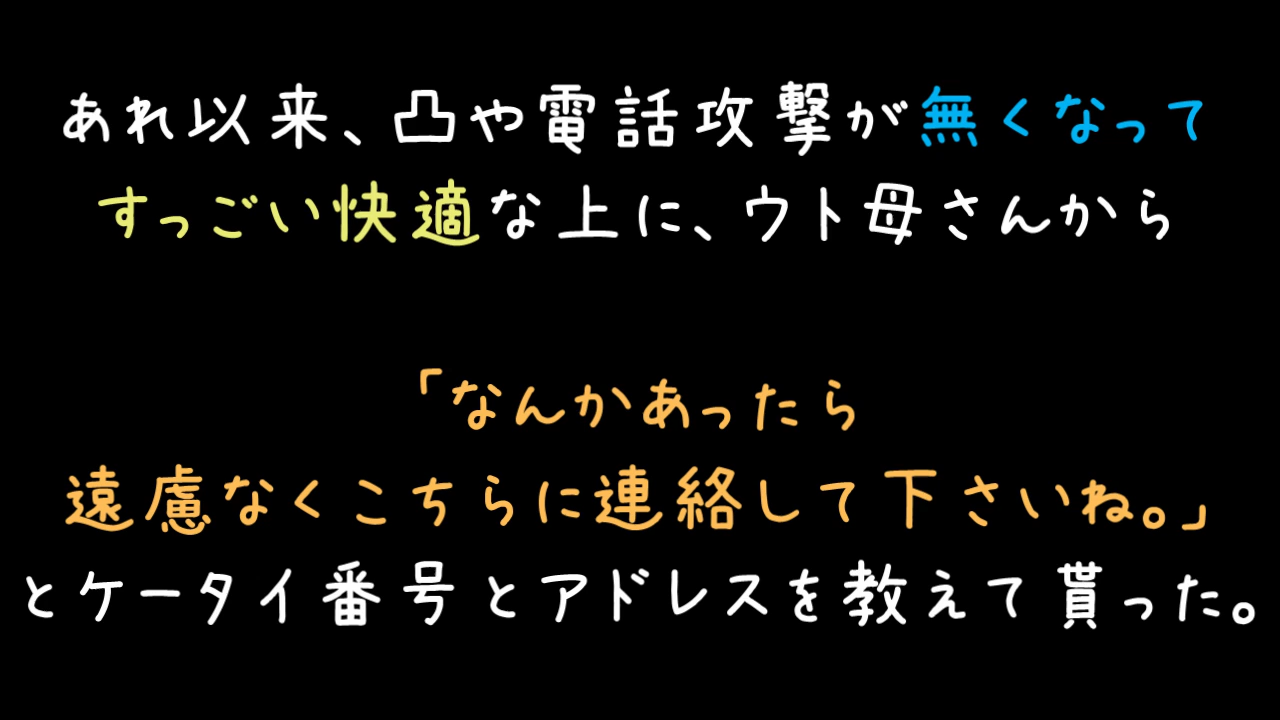 あれ以来、凸や電話攻撃が無くなって
すっごい快適な上に、ウト母さんから
「なんかあったら
遠慮なくこちらに連絡して下さいね。」
とケータイ番号とアドレスを教えて貰った。